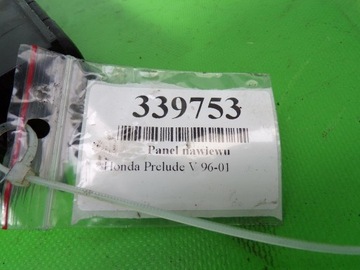 339753
Panel nawiewu
Honda Prelude V 96-01